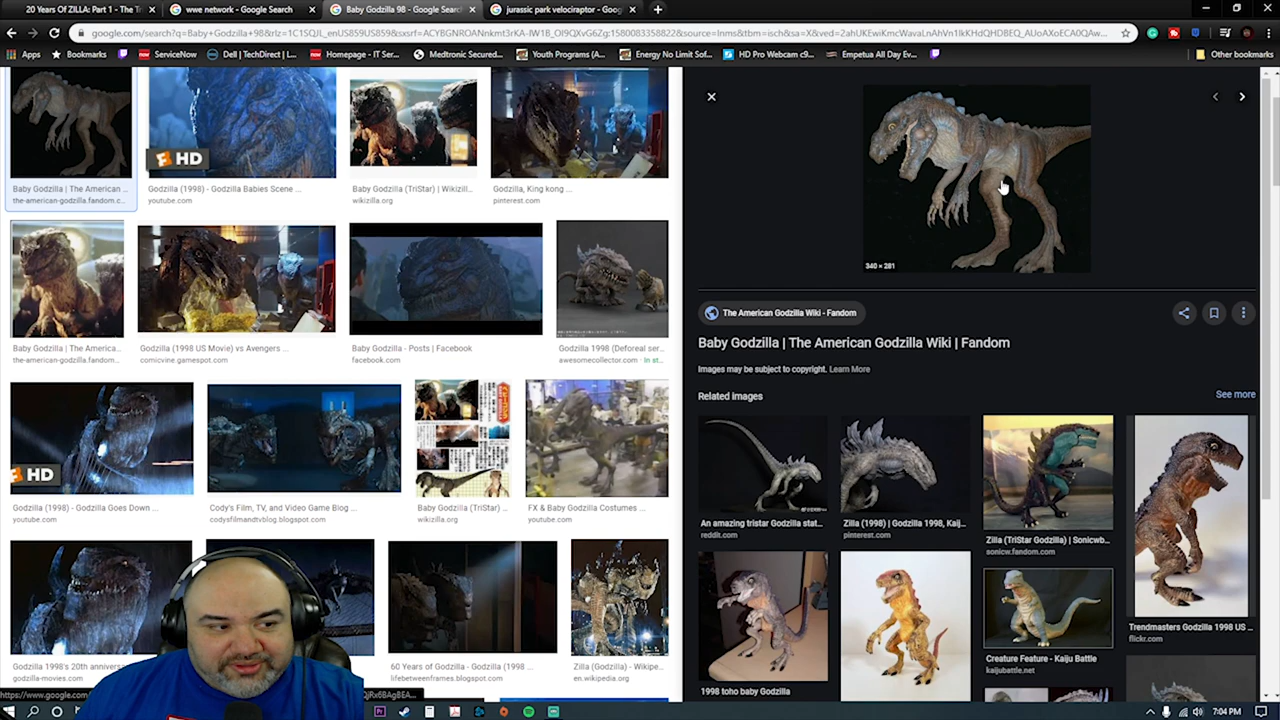 20 Years Of ZILLA: Part 1 - The Tr
wwe network - Google Search
Baby Godzilla 98 - Google Search
jurassic park velociraptor - Goog
Apps
Bookmarks
ServiceNow
Dell | TechDirect | L...
Homepage - IT Ser...
Medtronic Secured...
Youth Programs (A...
Energy No Limit Sof...
HD Pro Webcam c9...
Empetua All Day Ev...
Other bookmarks
Baby Godzilla | The American ...
the-american-godzilla.fandom.c...
HD
Godzilla (1998) - Godzilla Babies Scene ...
youtube.com
Baby Godzilla (TriStar) | Wikizill...
wikizilla.org
Godzilla, King kong ...
pinterest.com
340 × 281
Baby Godzilla | The America...
the-american-godzilla.fandom...
Godzilla (1998 US Movie) vs Avengers ...
comicvine.gamespot.com
Baby Godzilla - Posts | Facebook
facebook.com
Godzilla 1998 (Deforeal ser...
awesomecollector.com · In st...
The American Godzilla Wiki - Fandom
Baby Godzilla | The American Godzilla Wiki | Fandom
Images may be subject to copyright. Learn More
Related images
See more
HD
Godzilla (1998) - Godzilla Goes Down ...
youtube.com
Cody's Film, TV, and Video Game Blog ...
codysfilmandtvblog.blogspot.com
Baby Godzilla (TriStar) ...
wikizilla.org
FX & Baby Godzilla Costumes ...
youtube.com
An amazing tristar Godzilla stat...
reddit.com
Zilla (1998) | Godzilla 1998, Kaij...
pinterest.com
Zilla (TriStar Godzilla) | Sonicwb...
sonicw.fandom.com
Trendmasters Godzilla 1998 US ...
flickr.com
Godzilla 1998's 20th annivers
godzilla-movies.com
60 Years of Godzilla - Godzilla (1998 ...
lifebetweenframes.blogspot.com
Zilla (Godzilla) - Wikipe...
en.wikipedia.org
1998 toho baby Godzilla
Creature Feature - Kaiju Battle
kaijubattle.net
https://www.google.com
7:04 PM